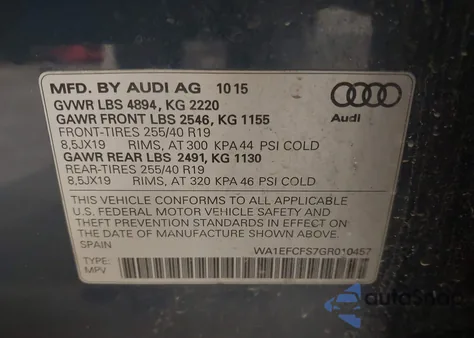 MFD. BY AUDI AG 10 15
GVWR LBS 4894, KG 2220
GAWR FRONT LBS 2546, KG 1155
FRONT-TIRES 255/40 R19
8,5JX19 RIMS, AT 300 KPA 44 PSI COLD
GAWR REAR LBS 2491, KG 1130
REAR-TIRES 255/40 R19
8,5JX19 RIMS, AT 320 KPA 46 PSI COLD
Audi
THIS VEHICLE CONFORMS TO ALL APPLICABLE
U.S. FEDERAL MOTOR VEHICLE SAFETY AND
THEFT PREVENTION STANDARDS IN EFFECT ON
THE DATE OF MANUFACTURE SHOWN ABOVE.
SPAIN
WA1EFCFS7GR010457
TYPE:
MPV
autoSnap